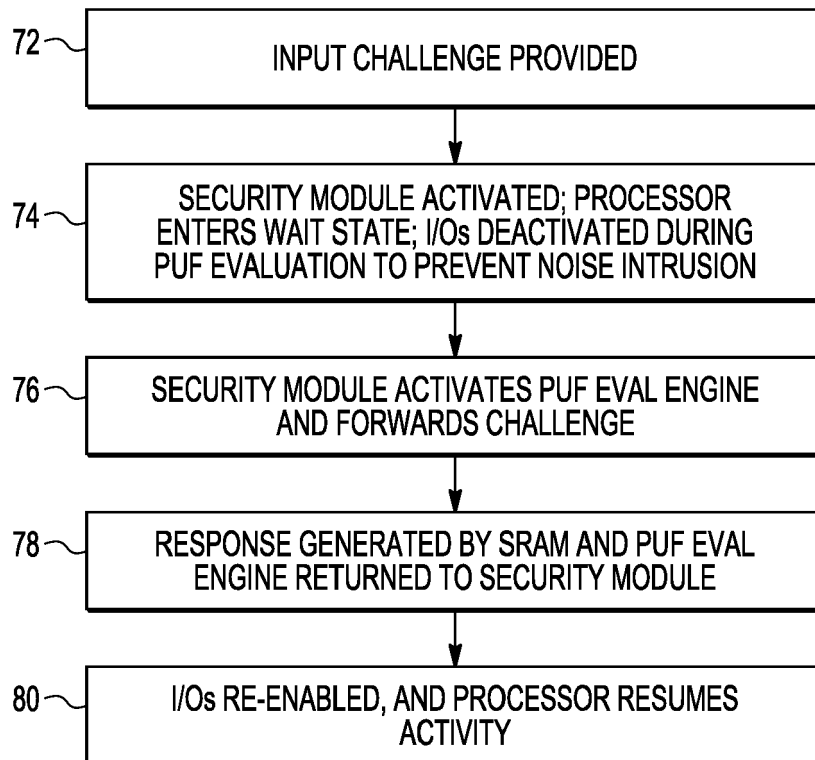 72
INPUT CHALLENGE PROVIDED
74
SECURITY MODULE ACTIVATED; PROCESSOR
ENTERS WAIT STATE; I/Os DEACTIVATED DURING
PUF EVALUATION TO PREVENT NOISE INTRUSION
76
SECURITY MODULE ACTIVATES PUF EVAL ENGINE
AND FORWARDS CHALLENGE
78
RESPONSE GENERATED BY SRAM AND PUF EVAL
ENGINE RETURNED TO SECURITY MODULE
80
I/Os RE-ENABLED, AND PROCESSOR RESUMES
ACTIVITY